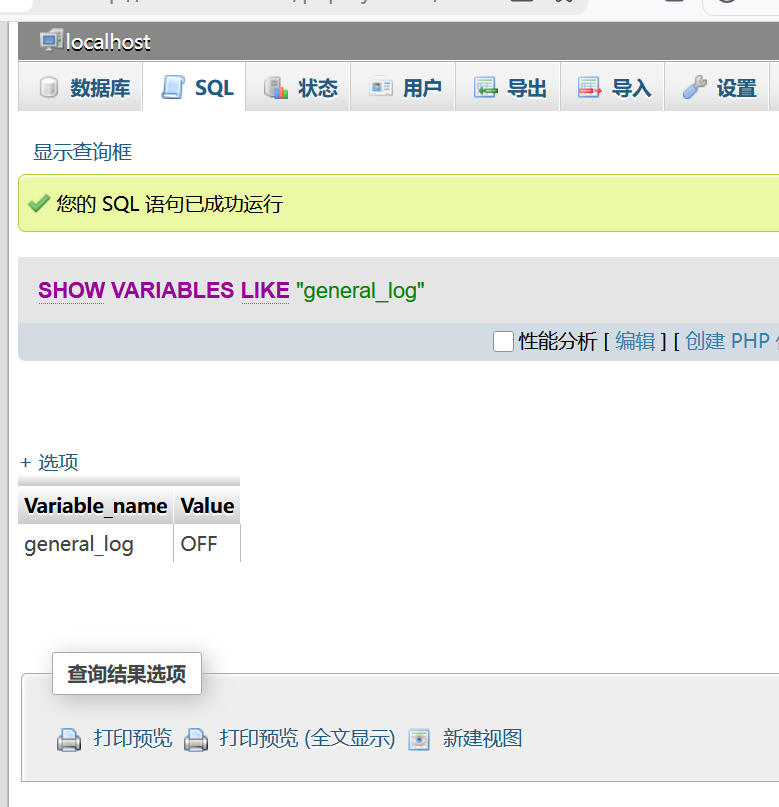 localhost
数据库 SQL 状态 用户 导出 导入 设置
显示查询框
您的 SQL 语句已成功运行
SHOW VARIABLES LIKE "general_log"
性能分析 [ 编辑 ] [ 创建 PHP
+ 选项
Variable_name Value
general_log OFF
查询结果选项
打印预览 打印预览 (全文显示) 新建视图